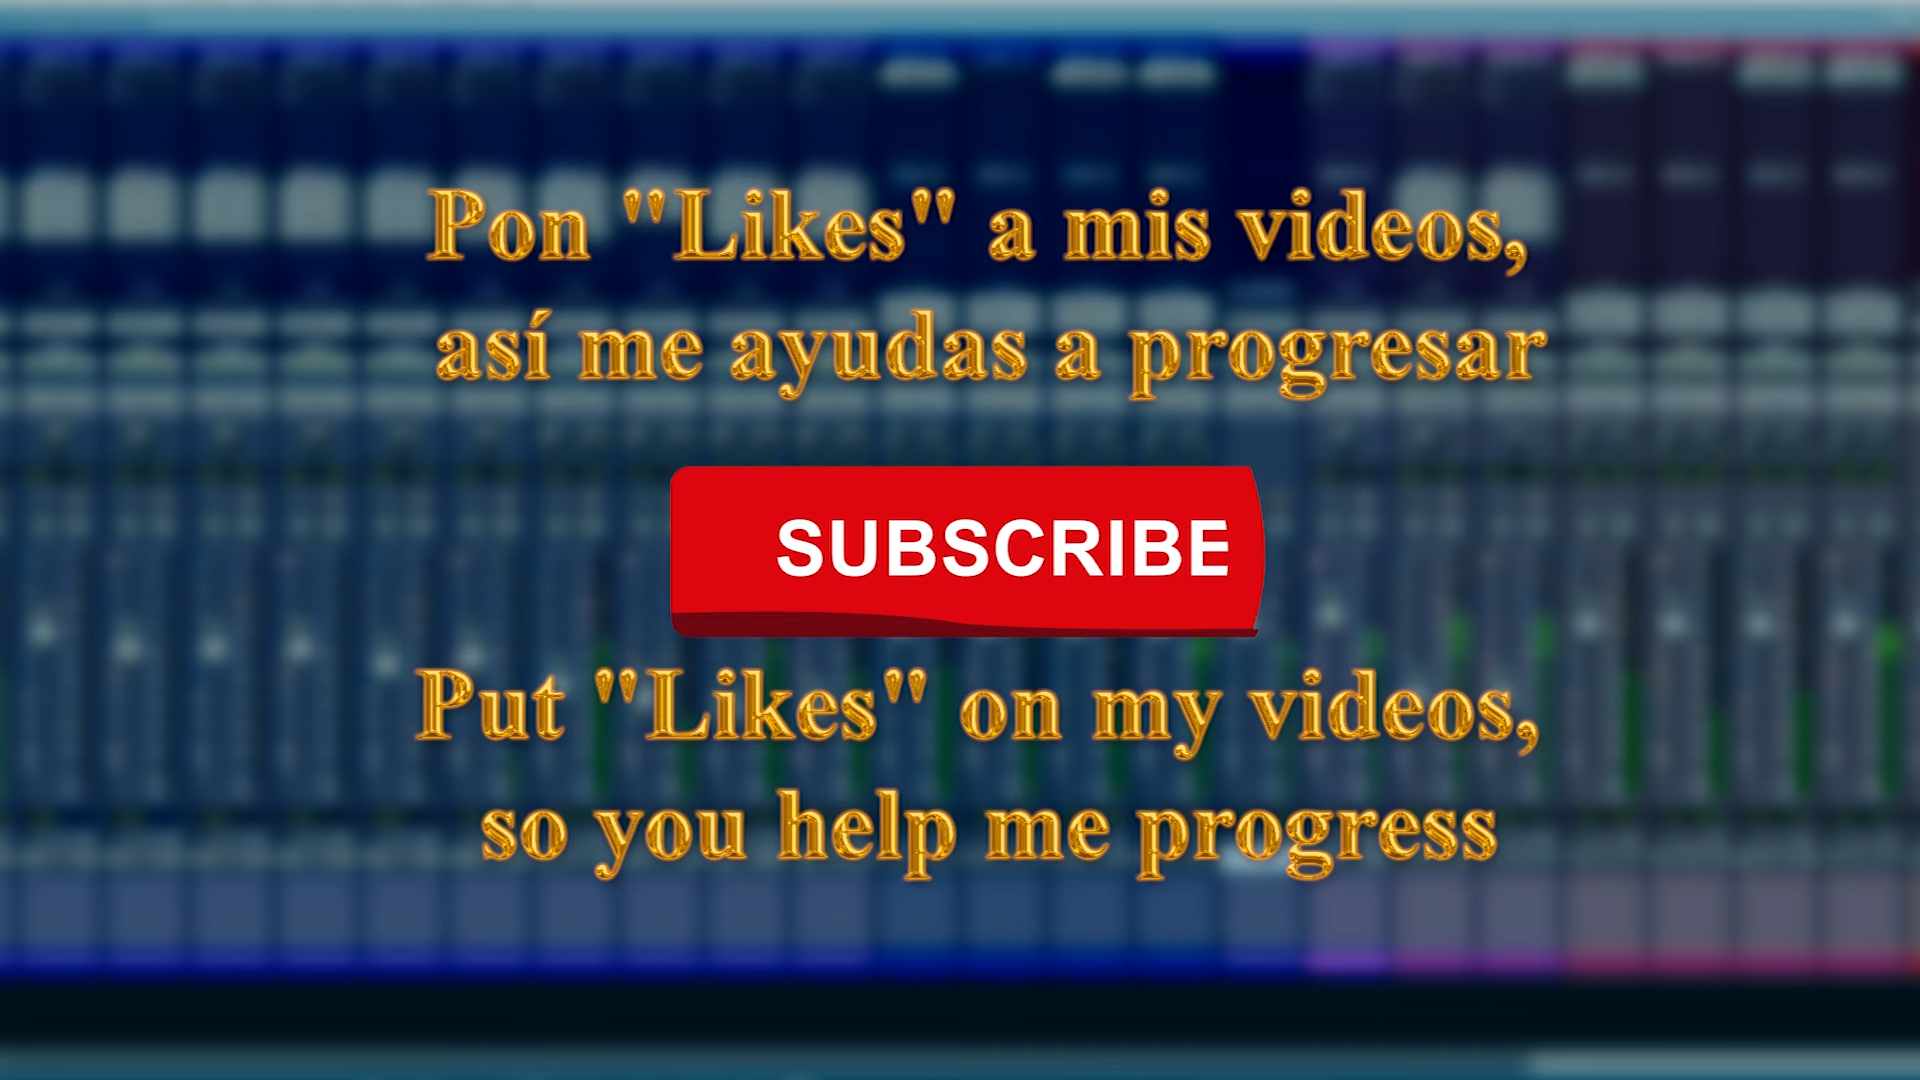 Pon "Likes" a mis videos,
así me ayudas a progresar
SUBSCRIBE
Put "Likes" on my videos,
so you help me progress